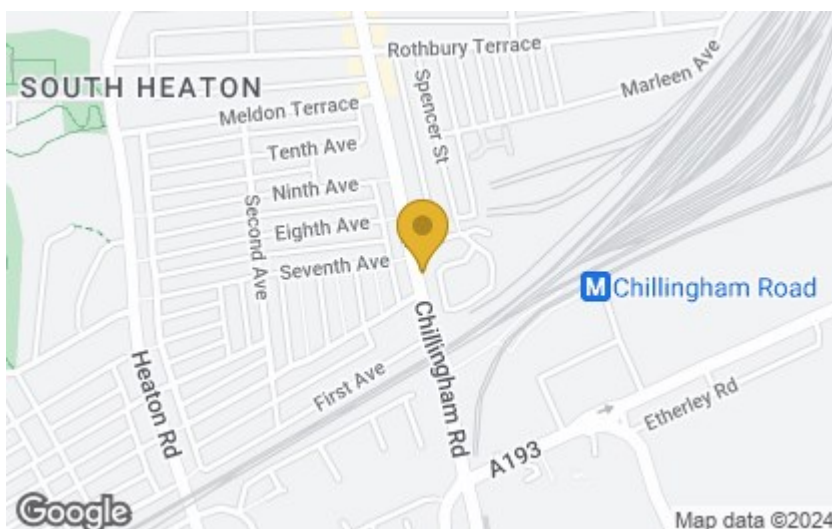 Rothbury Terrace
Marleen Ave
SOUTH HEATON
Spencer St
Meldon Terrace
Tenth Ave
Ninth Ave
Second Ave
Eighth Ave
Seventh Ave
M Chillingham Road
Chillingham Rd
Heaton Rd
First Ave
Etherley Rd
A193
Google
Map data ©2024